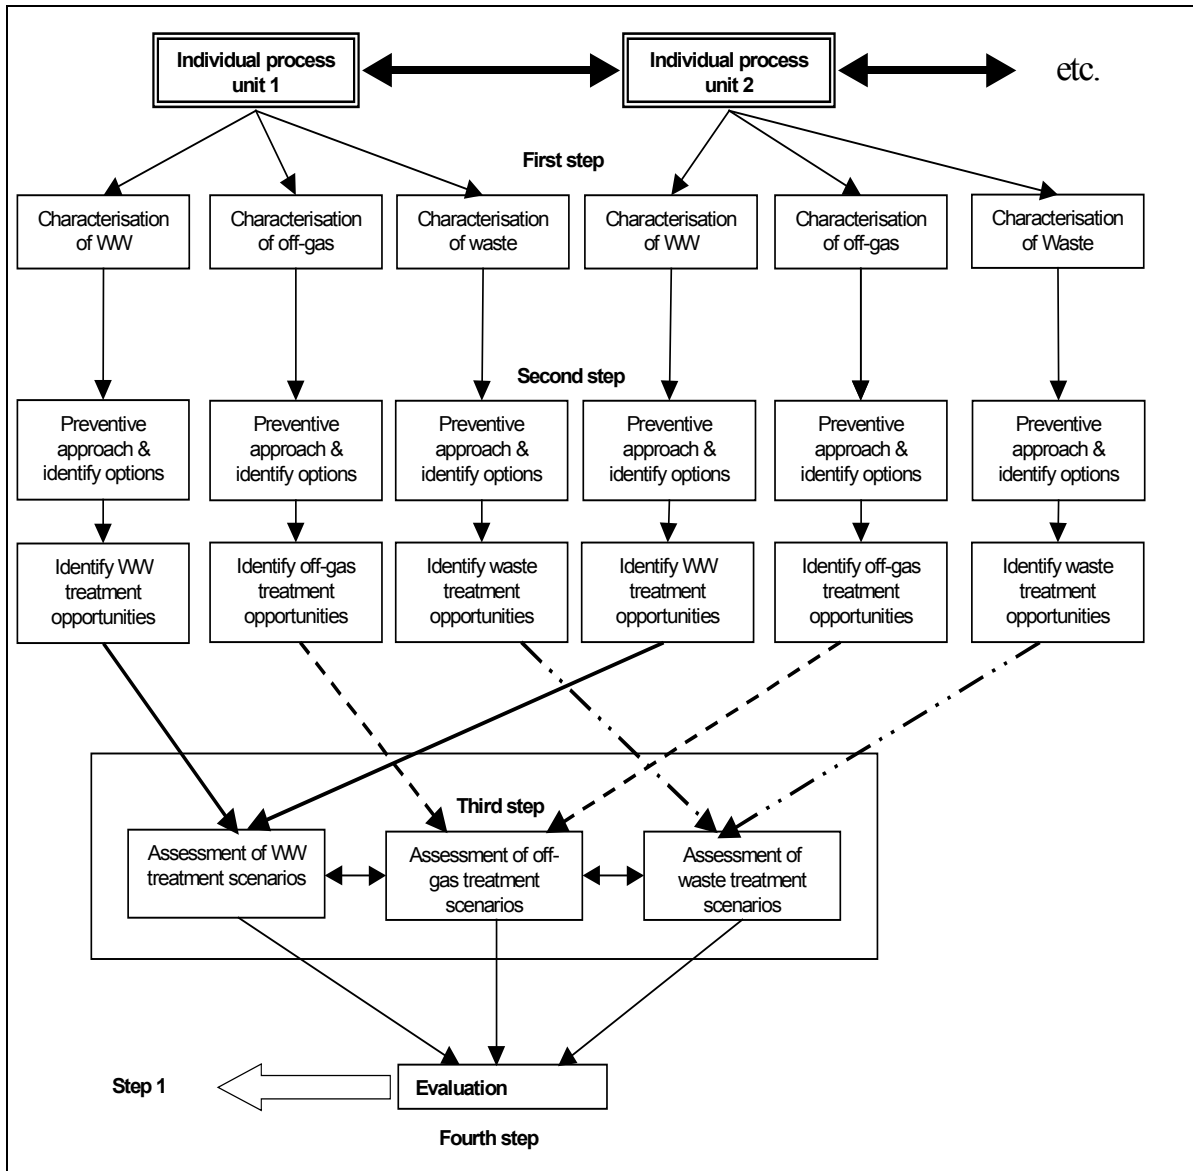 Individual process
unit 1
Individual process
unit 2
etc.
First step
Characterisation
of WW
Characterisation
of off-gas
Characterisation
of waste
Characterisation
of WW
Characterisation
of off-gas
Characterisation
of Waste
Second step
Preventive
approach &
identify options
Preventive
approach &
identify options
Preventive
approach &
identify options
Preventive
approach &
identify options
Preventive
approach &
identify options
Preventive
approach &
identify options
Identify WW
treatment
opportunities
Identify off-gas
treatment
opportunities
Identify waste
treatment
opportunities
Identify WW
treatment
opportunities
Identify off-gas
treatment
opportunities
Identify waste
treatment
opportunities
Third step
Assessment of WW
treatment scenarios
Assessment of off-
gas treatment
scenarios
Assessment of
waste treatment
scenarios
Step 1
Evaluation
Fourth step